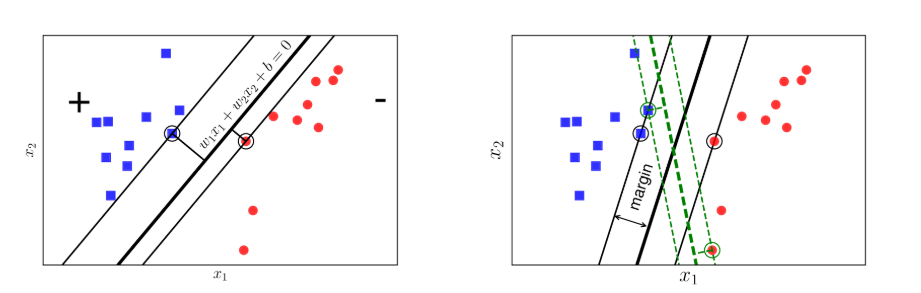 +
w₁x₁ + w₂x₂ + b = 0
-
x₂
x₁
x₂
margin
x₁